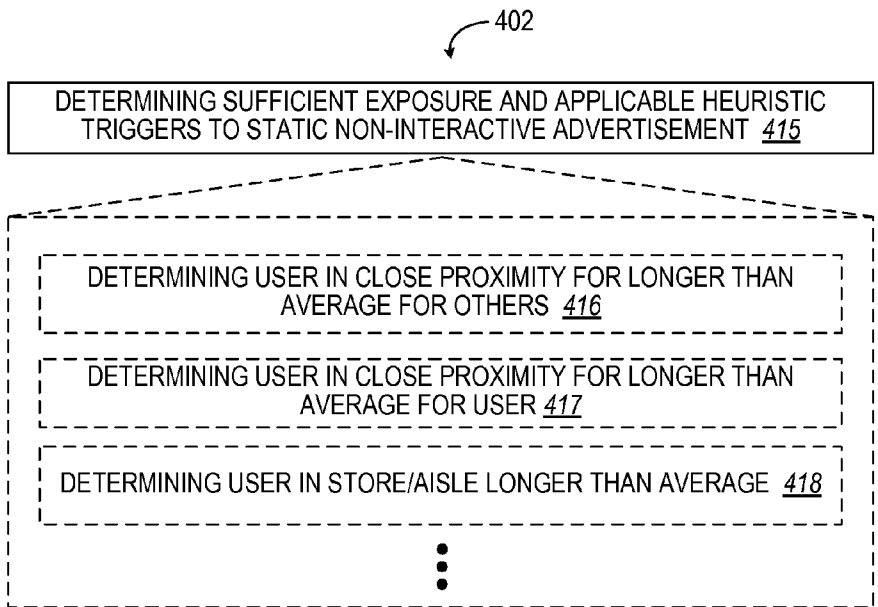 402
DETERMINING SUFFICIENT EXPOSURE AND APPLICABLE HEURISTIC
TRIGGERS TO STATIC NON-INTERACTIVE ADVERTISEMENT 415
DETERMINING USER IN CLOSE PROXIMITY FOR LONGER THAN
AVERAGE FOR OTHERS 416
DETERMINING USER IN CLOSE PROXIMITY FOR LONGER THAN
AVERAGE FOR USER 417
DETERMINING USER IN STORE/AISLE LONGER THAN AVERAGE 418